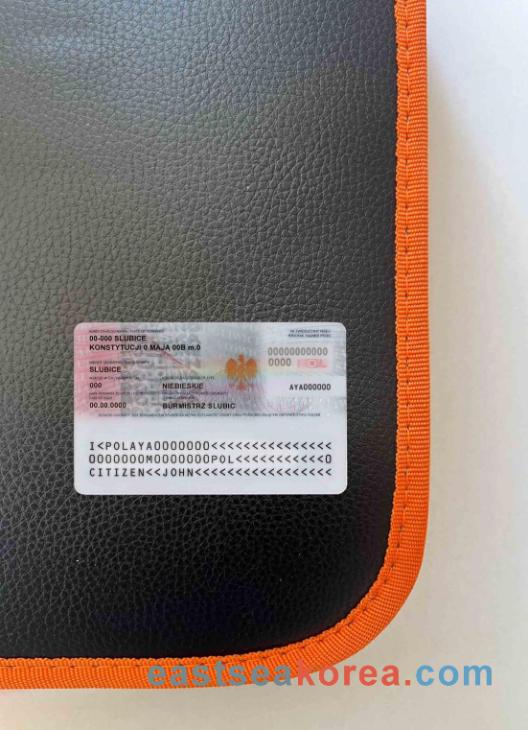 00-000 SLUBICE
KONSTYTUCJI 0 MAJA 00B m.0
00000000000
0000
SLUBICE
000 NIEBIESKIE AYA000000
00.00.0000 BURMISTRZ SLUBIC
I<POLAYA0000000<<<<<<<<<<<<<<<
0000000M0000000POL<<<<<<<<<<<0
CITIZEN<<JOHN<<<<<<<<<<<<<<<<<
eastseakorea.com